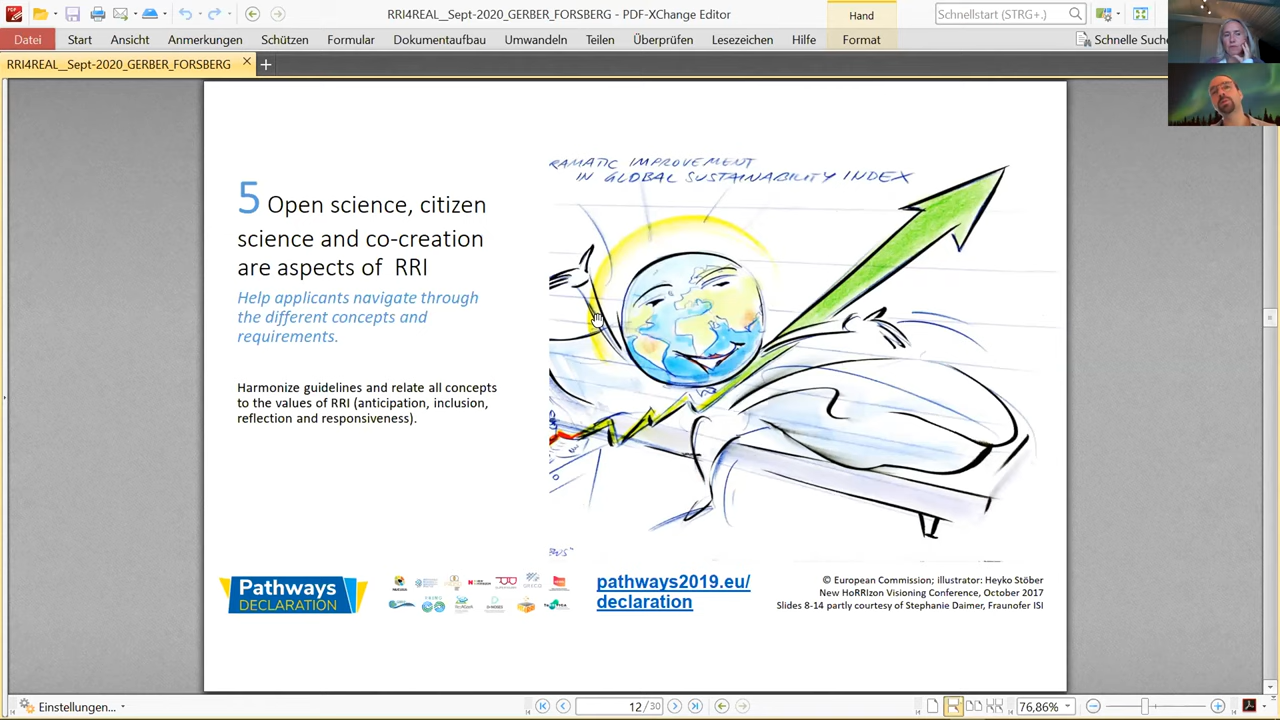 RRI4REAL__Sept-2020_GERBER_FORSBERG - PDF-XChange Editor
Hand
Schnellstart (STRG+.)
Datei
Start
Ansicht
Anmerkungen
Schützen
Formular
Dokumentaufbau
Umwandeln
Teilen
Überprüfen
Lesezeichen
Hilfe
Format
Schnelle Suche
RRI4REAL__Sept-2020_GERBER_FORSBERG
RAMATIC IMPROVEMENT
IN GLOBAL SUSTAINABILITY INDEX
5 Open science, citizen
science and co-creation
are aspects of RRI
Help applicants navigate through
the different concepts and
requirements.
Harmonize guidelines and relate all concepts
to the values of RRI (anticipation, inclusion,
reflection and responsiveness).
Pathways
DECLARATION
pathways2019.eu/
declaration
© European Commission; illustrator: Heyko Stöber
New HoRRIzon Visioning Conference, October 2017
Slides 8-14 partly courtesy of Stephanie Daimer, Fraunofer ISI
Einstellungen...
12 /30
76,86%